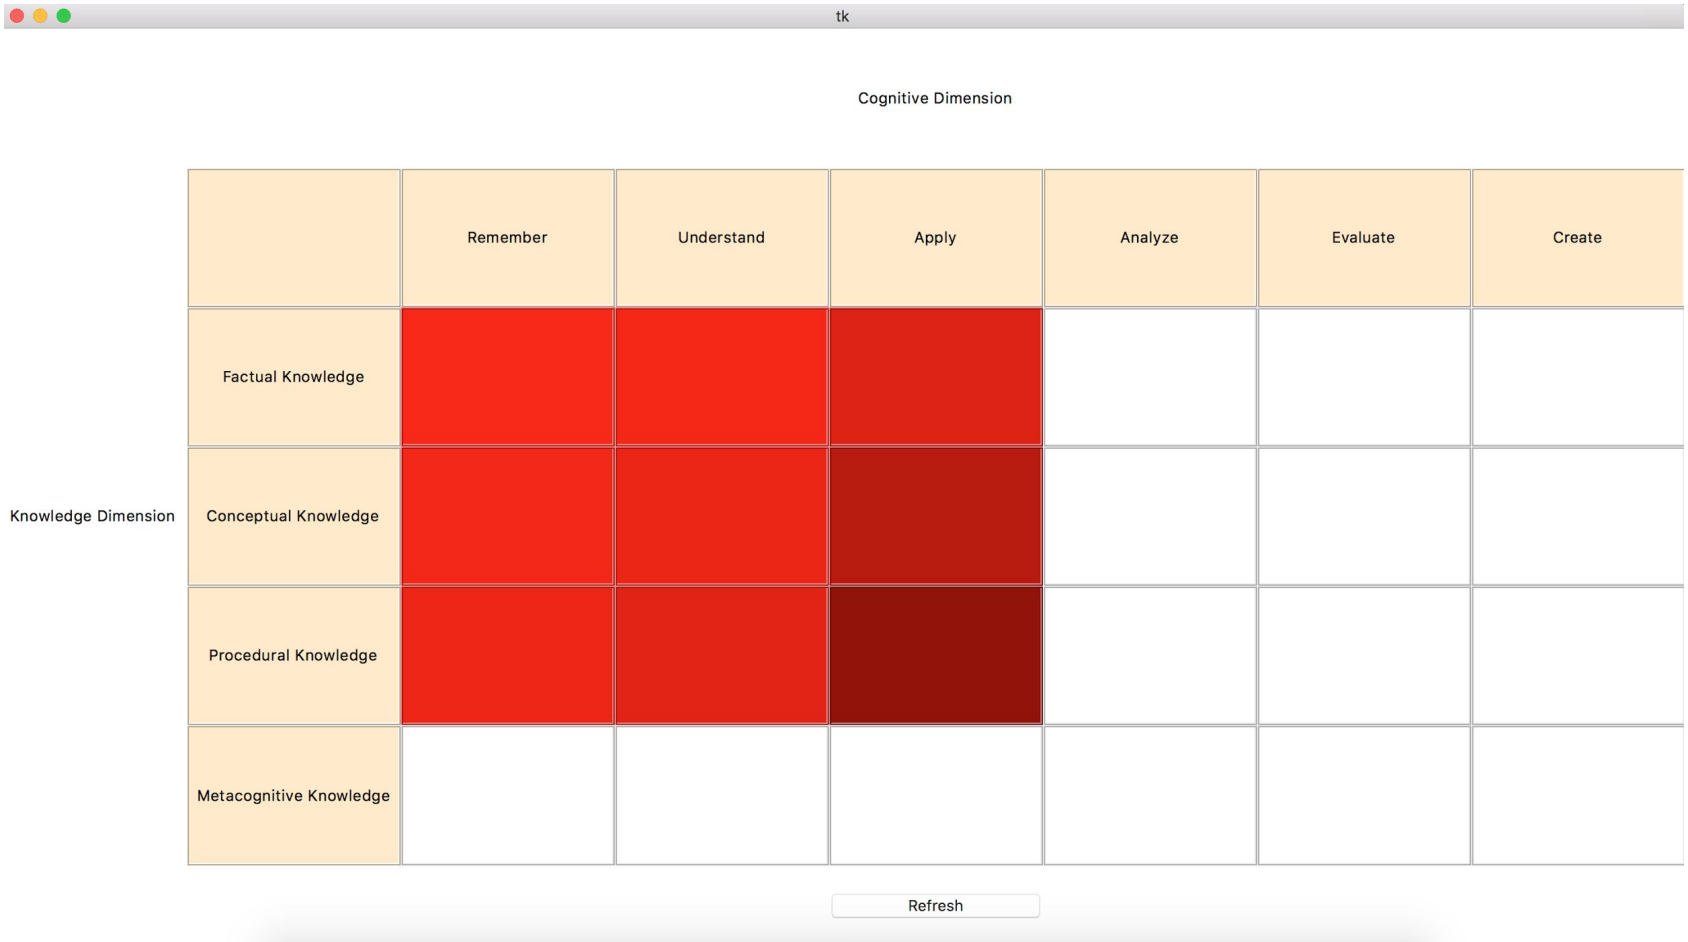 tk
Cognitive Dimension
Remember
Understand
Apply
Analyze
Evaluate
Create
Factual Knowledge
Knowledge Dimension
Conceptual Knowledge
Procedural Knowledge
Metacognitive Knowledge
Refresh